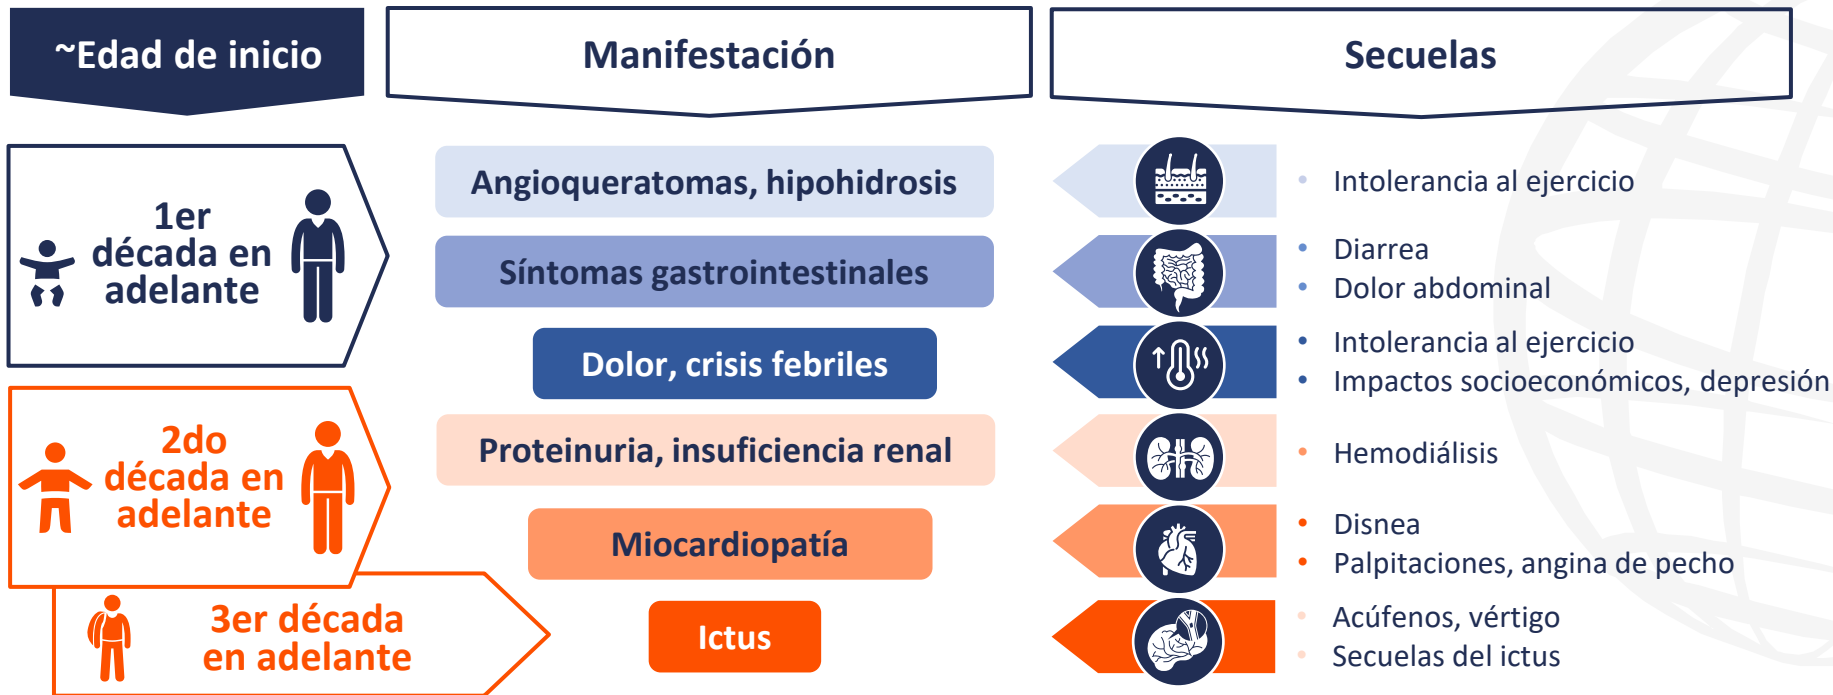 ~Edad de inicio
Manifestación
Secuelas
1er
década en
adelante
Angioqueratomas, hipohidrosis
• Intolerancia al ejercicio
Síntomas gastrointestinales
• Diarrea
• Dolor abdominal
Dolor, crisis febriles
• Intolerancia al ejercicio
• Impactos socioeconómicos, depresión
2do
década en
adelante
Proteinuria, insuficiencia renal
• Hemodiálisis
Miocardiopatía
• Disnea
• Palpitaciones, angina de pecho
3er década
en adelante
Ictus
• Acúfenos, vértigo
• Secuelas del ictus